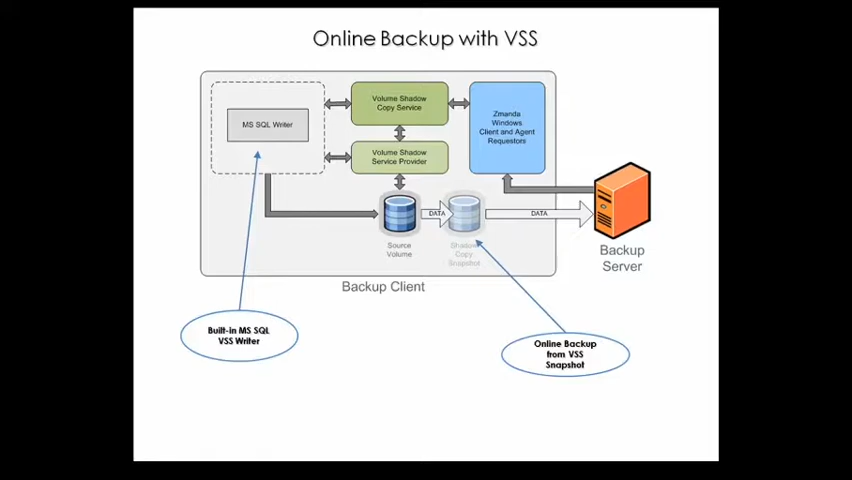 Online Backup with VSS
MS SQL Writer
Volume Shadow
Copy Service
Volume Shadow
Service Provider
Zmanda
Windows
Client and Agent
Requestors
DATA
DATA
Source
Volume
Shadow
Copy
Snapshot
Backup
Server
Backup Client
Built-in MS SQL
VSS Writer
Online Backup
from VSS
Snapshot